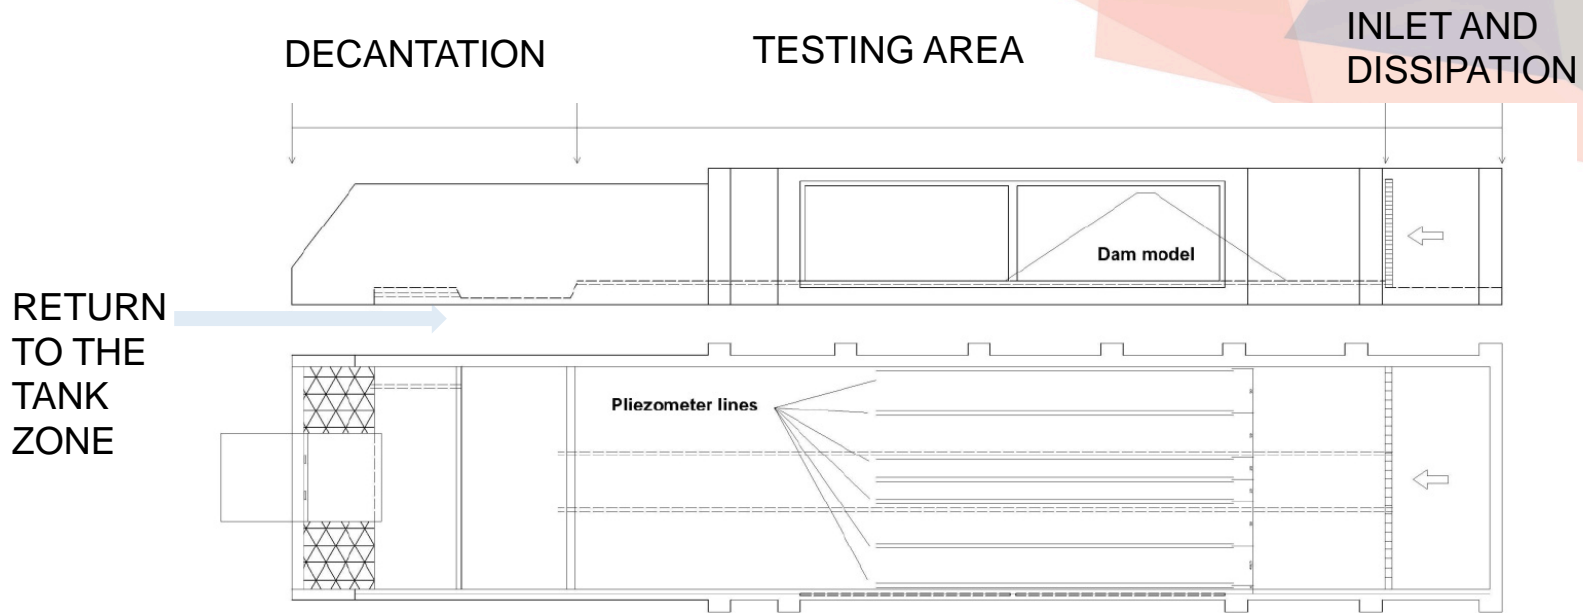 DECANTATION
TESTING AREA
INLET AND
DISSIPATION
Dam model
RETURN
TO THE
TANK
ZONE
Pliezometer lines